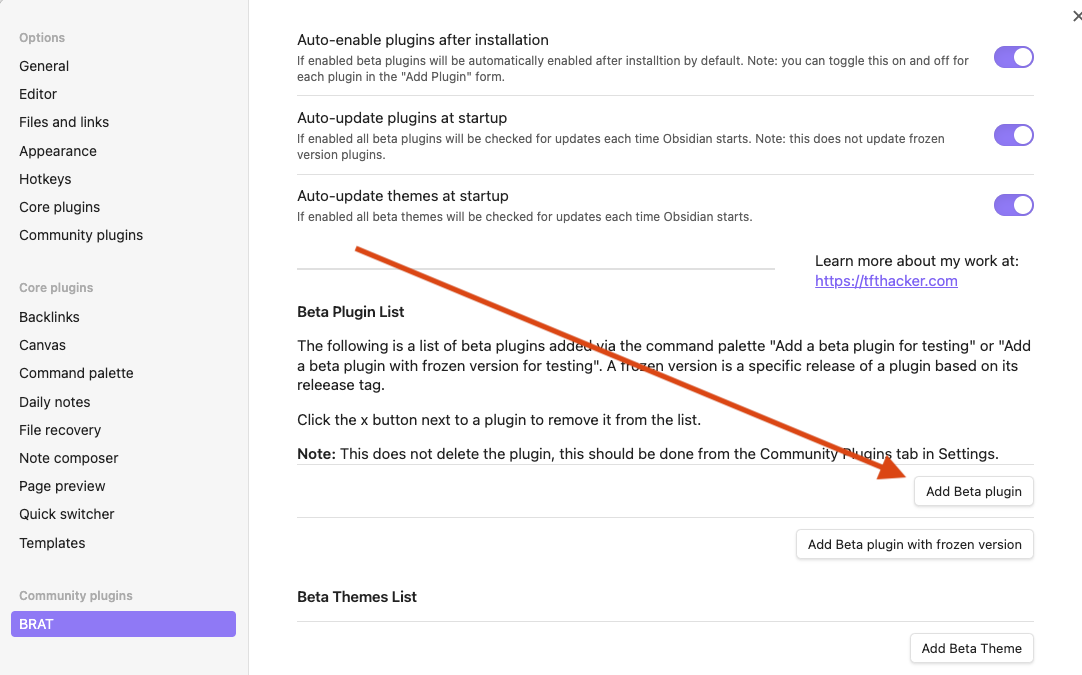 Options
General
Editor
Files and links
Appearance
Hotkeys
Core plugins
Community plugins
Core plugins
Backlinks
Canvas
Command palette
Daily notes
File recovery
Note composer
Page preview
Quick switcher
Templates
Community plugins
BRAT
Auto-enable plugins after installation
If enabled beta plugins will be automatically enabled after installtion by default. Note: you can toggle this on and off for
each plugin in the "Add Plugin" form.
Auto-update plugins at startup
If enabled all beta plugins will be checked for updates each time Obsidian starts. Note: this does not update frozen
version plugins.
Auto-update themes at startup
If enabled all beta themes will be checked for updates each time Obsidian starts.
Learn more about my work at:
https://tfthacker.com
Beta Plugin List
The following is a list of beta plugins added via the command palette "Add a beta plugin for testing" or "Add
a beta plugin with frozen version for testing". A frozen version is a specific release of a plugin based on its
releease tag.
Click the x button next to a plugin to remove it from the list.
Note: This does not delete the plugin, this should be done from the Community Plugins tab in Settings.
Add Beta plugin
Add Beta plugin with frozen version
Beta Themes List
Add Beta Theme